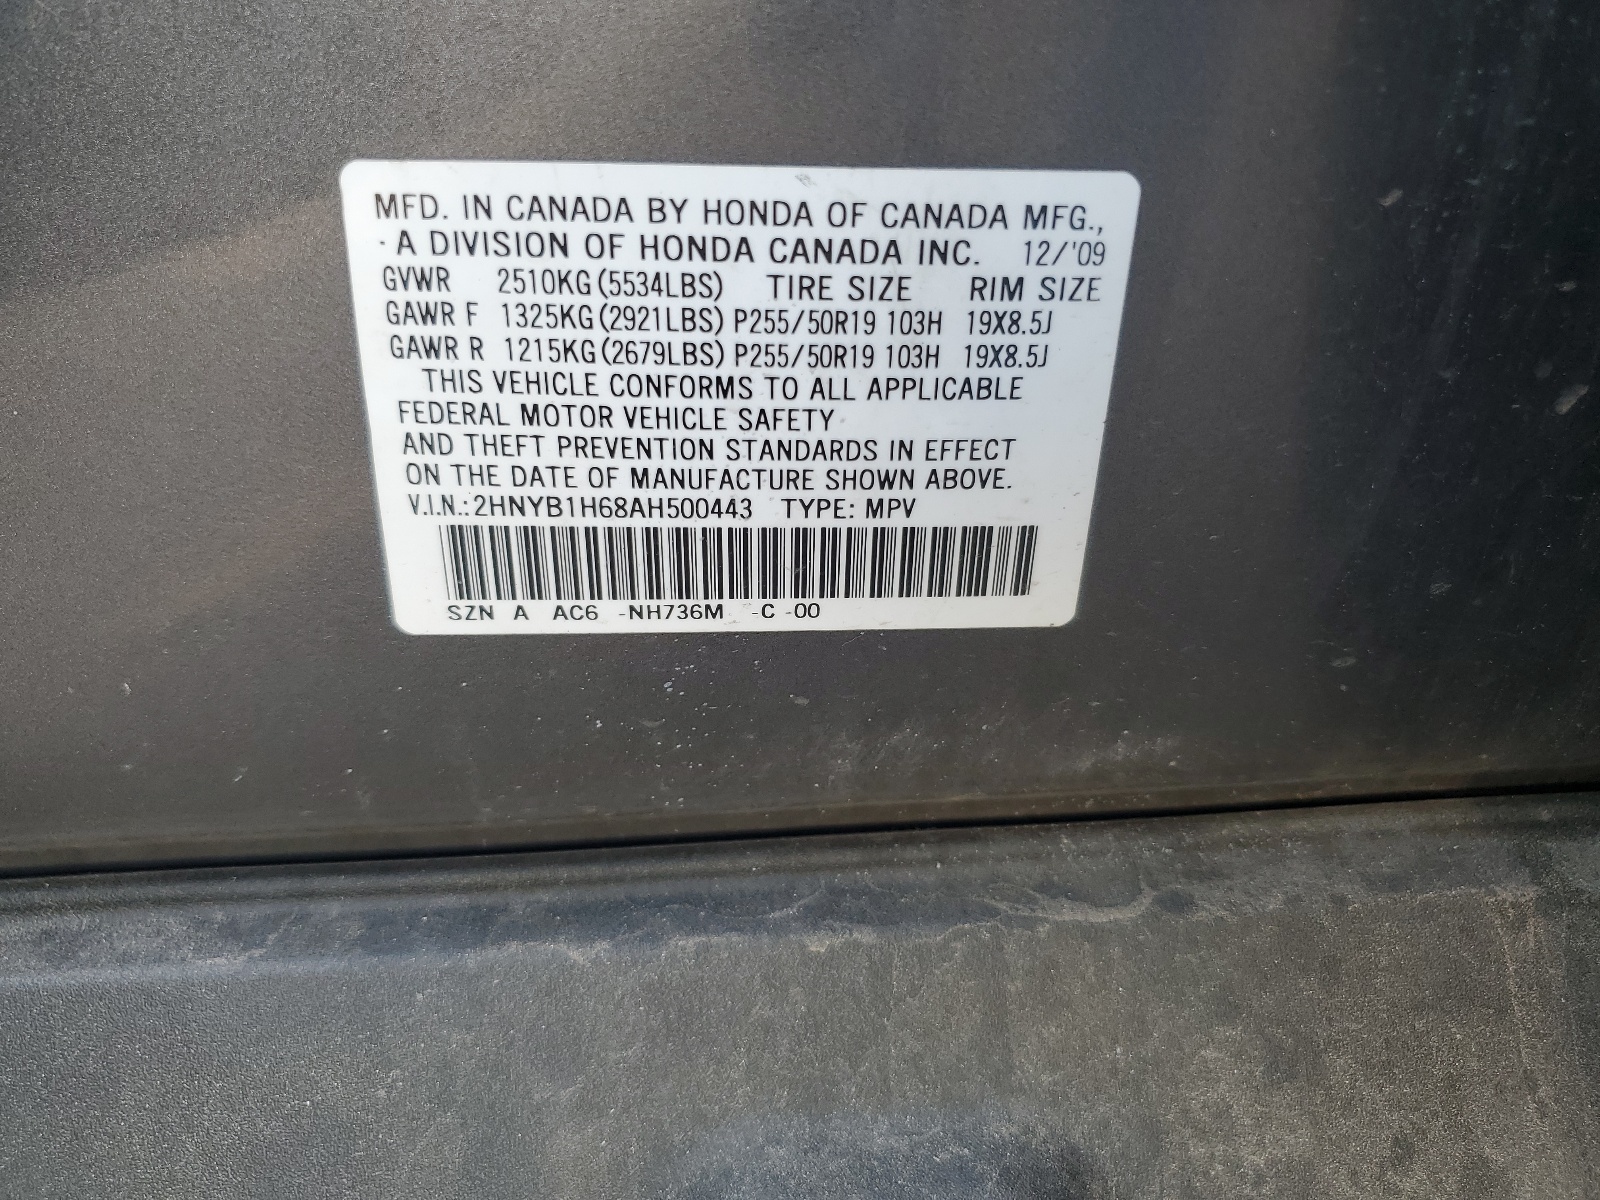 MFD. IN CANADA BY HONDA OF CANADA MFG.,
A DIVISION OF HONDA CANADA INC. 12/'09
GVWR 2510KG(5534LBS) TIRE SIZE RIM SIZE
GAWR F 1325KG(2921LBS) P255/50R19 103H 19X8.5J
GAWR R 1215KG(2679LBS) P255/50R19 103H 19X8.5J
THIS VEHICLE CONFORMS TO ALL APPLICABLE
FEDERAL MOTOR VEHICLE SAFETY
AND THEFT PREVENTION STANDARDS IN EFFECT
ON THE DATE OF MANUFACTURE SHOWN ABOVE.
V.I.N.:2HNYB1H68AH500443 TYPE: MPV
SZN A AC6 -NH736M -C -00